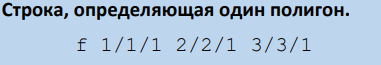 Строка, определяющая один полигон.
f 1/1/1 2/2/1 3/3/1